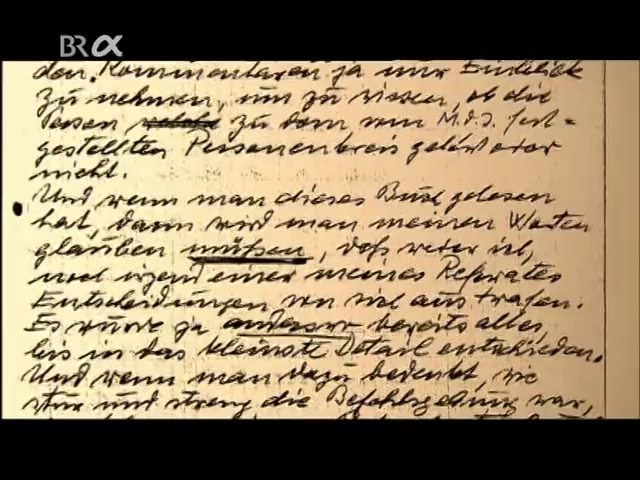 BRα
den Kommentaren ja nur Einblick
zu nehmen, um zu wissen, ob die
zu dem, vom M.d.J. fest=
gestellten Personenkreis gehört oder
nicht.
Und wenn man dieses Buch gelesen
hat, dann wird man meinen Worten
glauben müßen, daß weder ich,
noch irgend einer meines Referates
Entscheidungen von sich aus trafen.
Es wurde ja anderswo bereits alles,
bis in das kleinste Detail entschieden.
Und wenn man dazu bedenkt, wie
stur und streng die Befehlsgebung war,